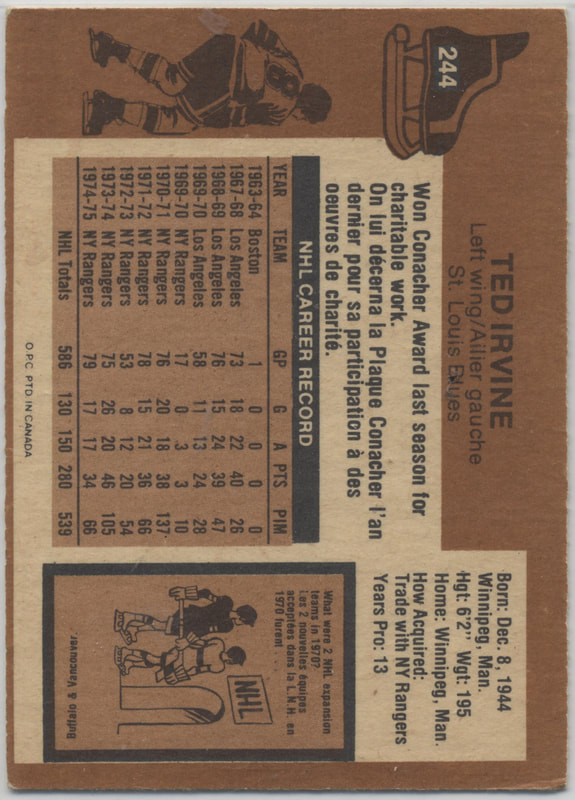 244
TED IRVINE
Left wing/Ailier gauche
St. Louis Blues
Won Conacher Award last season for
charitable work.
On lui décerna la Plaque Conacher l'an
dernier pour sa participation à des
oeuvres de charité.
Born: Dec. 8, 1944
Winnipeg, Man.
Hgt: 6'2" Wgt: 195
Home: Winnipeg, Man.
How Acquired:
Trade with NY Rangers
Years Pro: 13
NHL CAREER RECORD
YEAR TEAM GP G A PTS PIM
1963-64 Boston 1 0 0 0 0
1967-68 Los Angeles 73 18 22 40 26
1968-69 Los Angeles 76 15 24 39 47
1969-70 Los Angeles 58 11 13 24 28
1969-70 NY Rangers 17 0 3 3 10
1970-71 NY Rangers 76 20 18 38 137
1971-72 NY Rangers 78 15 21 36 66
1972-73 NY Rangers 53 8 12 20 54
1973-74 NY Rangers 75 26 20 46 105
1974-75 NY Rangers 79 17 17 34 66
NHL Totals 586 130 150 280 539
What were 2 NHL expansion
teams in 1970?
Les 2 nouvelles équipes
acceptées dans la L.N.H en
1970 furent . . .
NHL
Buffalo & Vancouver
O.P.C. PTD. IN CANADA
8